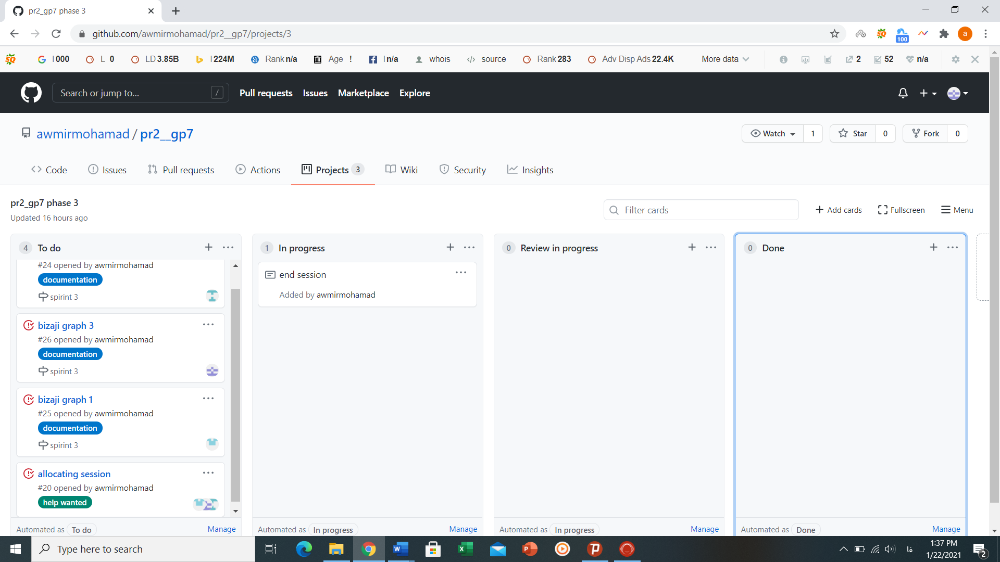 pr2_gp7 phase 3
github.com/awmirmohamad/pr2__gp7/projects/3
100
a
I 000
L 0
LD 3.85B
I 224M
Rank n/a
Age !
I n/a
whois
source
Rank 283
Adv Disp Ads 22.4K
More data
2
52
n/a
Search or jump to...
/
Pull requests
Issues
Marketplace
Explore
awmirmohamad / pr2__gp7
Watch 1
Star 0
Fork 0
Code
Issues
Pull requests
Actions
Projects 3
Wiki
Security
Insights
pr2_gp7 phase 3
Updated 16 hours ago
Filter cards
Add cards
Fullscreen
Menu
4 To do
#24 opened by awmirmohamad
documentation
spirint 3
bizaji graph 3
#26 opened by awmirmohamad
documentation
spirint 3
bizaji graph 1
#25 opened by awmirmohamad
documentation
spirint 3
allocating session
#20 opened by awmirmohamad
help wanted
Automated as To do
Manage
1 In progress
end session
Added by awmirmohamad
Automated as In progress
Manage
0 Review in progress
Automated as In progress
Manage
0 Done
Automated as Done
Manage
Type here to search
فا
1:37 PM
1/22/2021
2